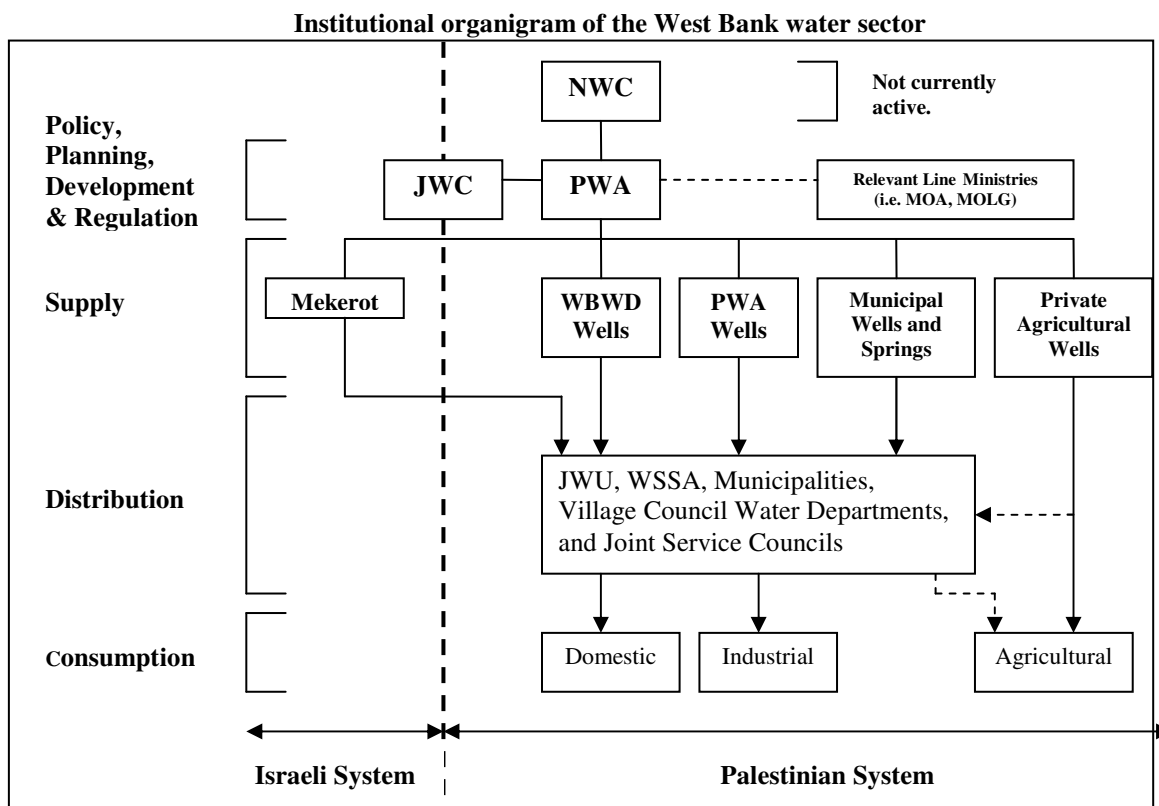 Institutional organigram of the West Bank water sector
NWC
Not currently
active.
Policy,
Planning,
Development
& Regulation
JWC
PWA
Relevant Line Ministries
(i.e. MOA, MOLG)
Supply
Mekerot
WBWD
Wells
PWA
Wells
Municipal
Wells and
Springs
Private
Agricultural
Wells
Distribution
JWU, WSSA, Municipalities,
Village Council Water Departments,
and Joint Service Councils
Consumption
Domestic
Industrial
Agricultural
Israeli System
Palestinian System